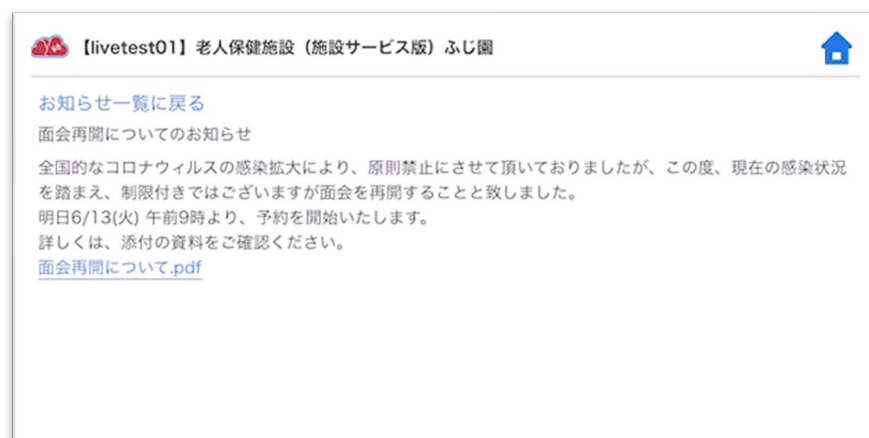 【livetest01】老人保健施設（施設サービス版）ふじ園
お知らせ一覧に戻る
面会再開についてのお知らせ
全国的なコロナウィルスの感染拡大により、原則禁止にさせて頂いておりましたが、この度、現在の感染状況
を踏まえ、制限付きではございますが面会を再開することと致しました。
明日6/13(火) 午前9時より、予約を開始いたします。
詳しくは、添付の資料をご確認ください。
面会再開について.pdf